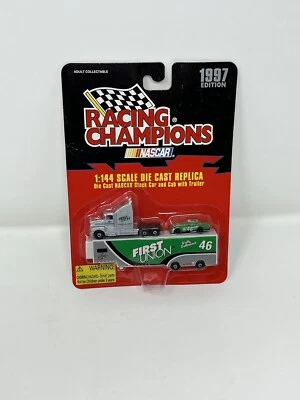 ADULT COLLECTABLE
1997
EDITION
RACING
CHAMPIONS
NASCAR
1:144 SCALE DIE CAST REPLICA
Die Cast NASCAR Stock Car and Cab with Trailer
FIRST
UNION
46
WARNING: